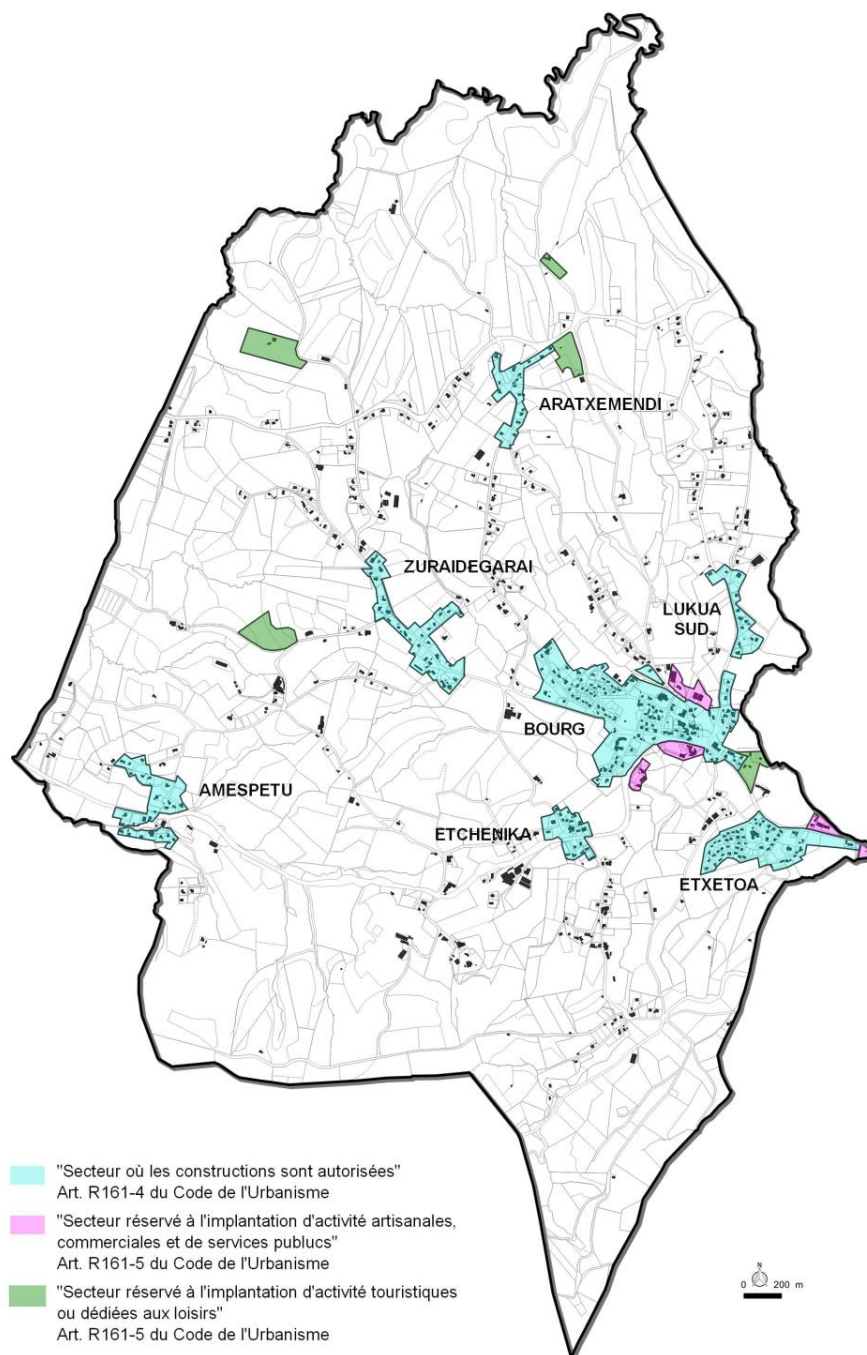 ARATXEMENDI
ZURAIDEGARAI
LUKUA
SUD
BOURG
AMESPETU
ETCHENIKA
ETXETOA
"Secteur où les constructions sont autorisées"
Art. R161-4 du Code de l'Urbanisme
"Secteur réservé à l'implantation d'activité artisanales,
commerciales et de services publucs"
Art. R161-5 du Code de l'Urbanisme
"Secteur réservé à l'implantation d'activité touristiques
ou dédiées aux loisirs"
Art. R161-5 du Code de l'Urbanisme
N
0 200 m